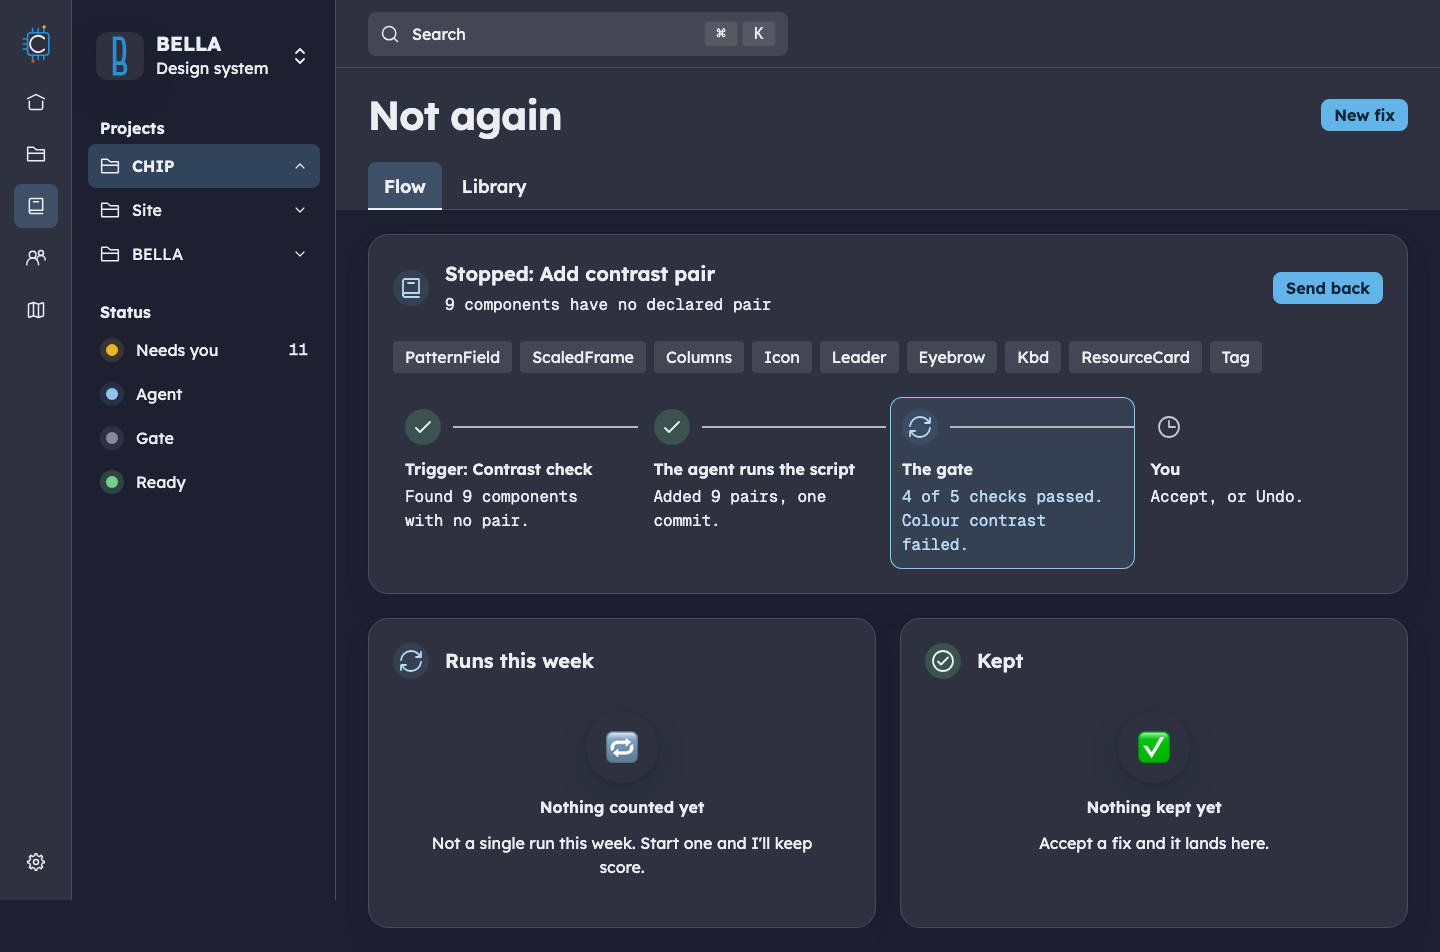 C
BELLA
Design system
Projects
CHIP
Site
BELLA
Status
Needs you 11
Agent
Gate
Ready
Search ⌘ K
Not again
New fix
Flow Library
Stopped: Add contrast pair
9 components have no declared pair
Send back
PatternField ScaledFrame Columns Icon Leader Eyebrow Kbd ResourceCard Tag
Trigger: Contrast check
Found 9 components
with no pair.
The agent runs the script
Added 9 pairs, one
commit.
The gate
4 of 5 checks passed.
Colour contrast
failed.
You
Accept, or Undo.
Runs this week
Nothing counted yet
Not a single run this week. Start one and I'll keep
score.
Kept
Nothing kept yet
Accept a fix and it lands here.